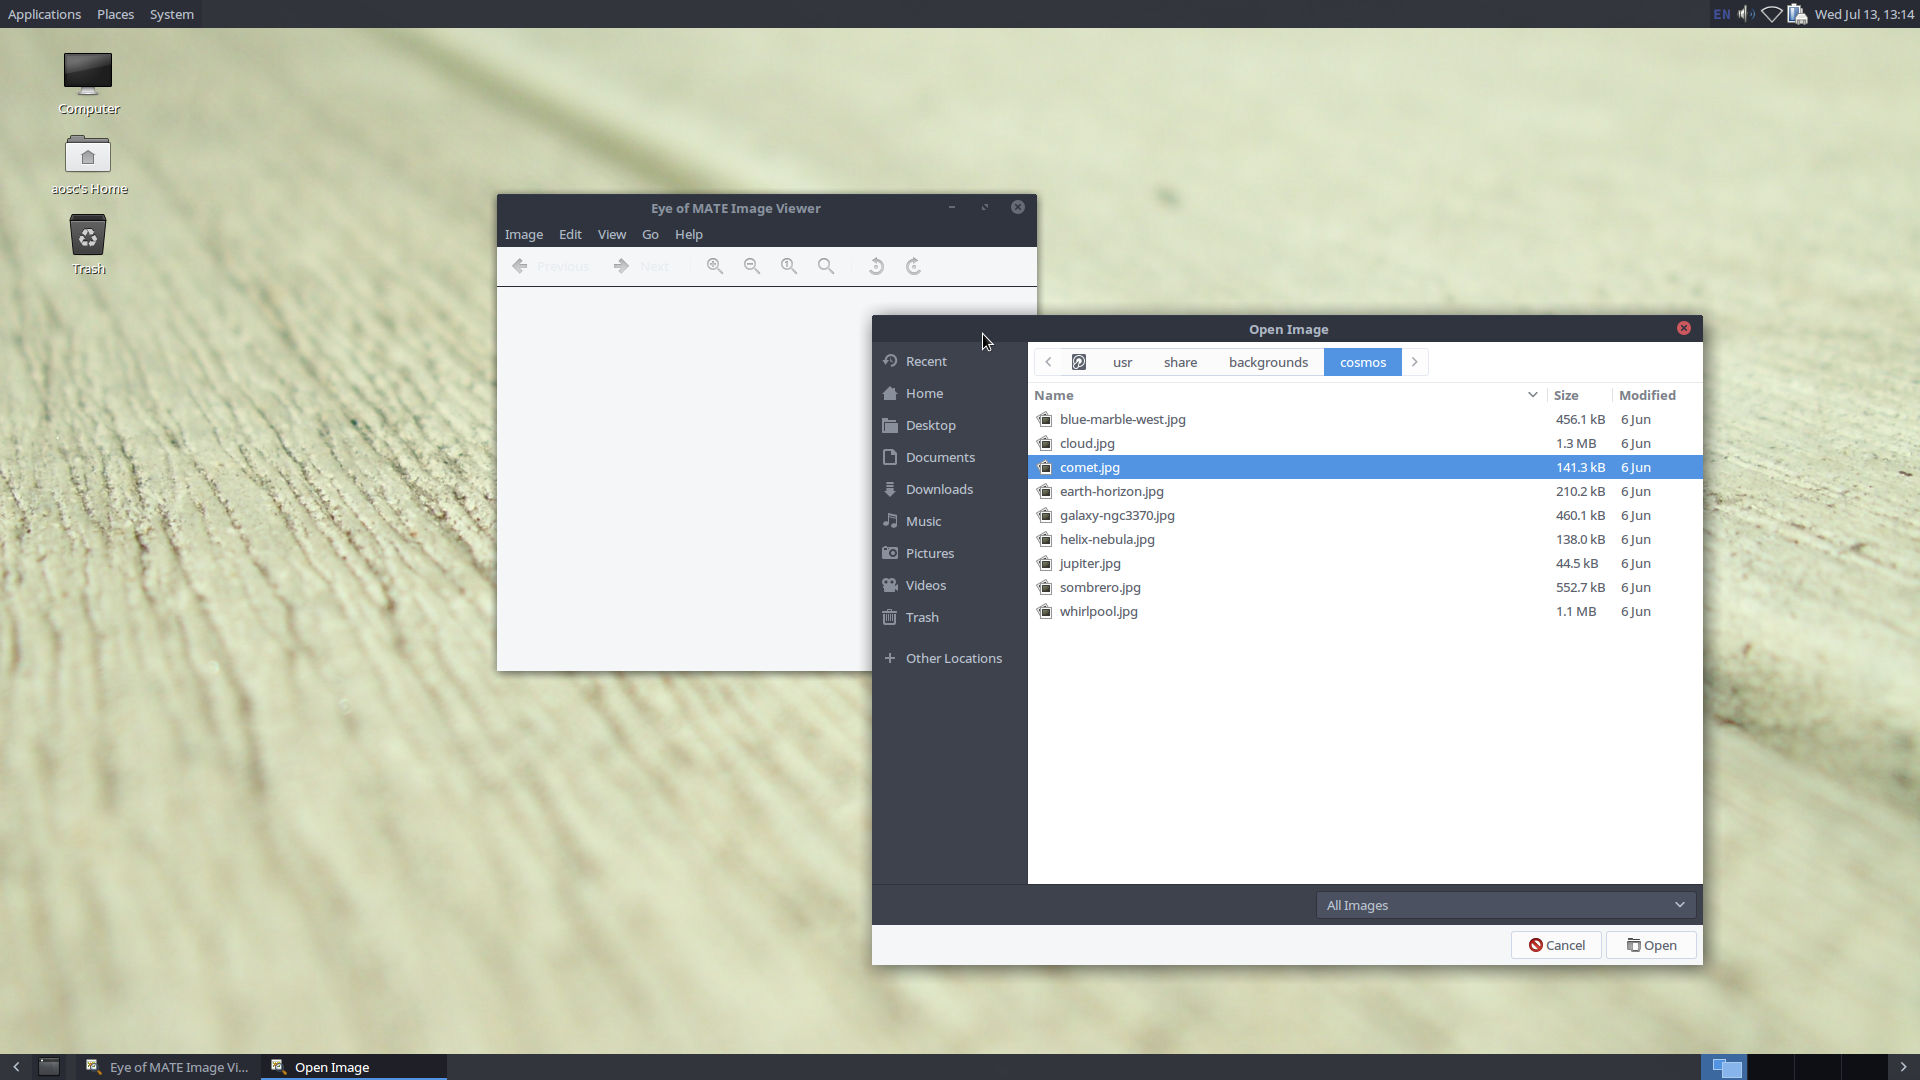 Applications Places System EN Wed Jul 13, 13:14
Computer
aosc's Home
Trash
Eye of MATE Image Viewer
Image Edit View Go Help
Previous Next
Open Image
Recent
Home
Desktop
Documents
Downloads
Music
Pictures
Videos
Trash
Other Locations
usr share backgrounds cosmos
Name Size Modified
blue-marble-west.jpg 456.1 kB 6 Jun
cloud.jpg 1.3 MB 6 Jun
comet.jpg 141.3 kB 6 Jun
earth-horizon.jpg 210.2 kB 6 Jun
galaxy-ngc3370.jpg 460.1 kB 6 Jun
helix-nebula.jpg 138.0 kB 6 Jun
jupiter.jpg 44.5 kB 6 Jun
sombrero.jpg 552.7 kB 6 Jun
whirlpool.jpg 1.1 MB 6 Jun
All Images
Cancel Open
Eye of MATE Image Vi... Open Image